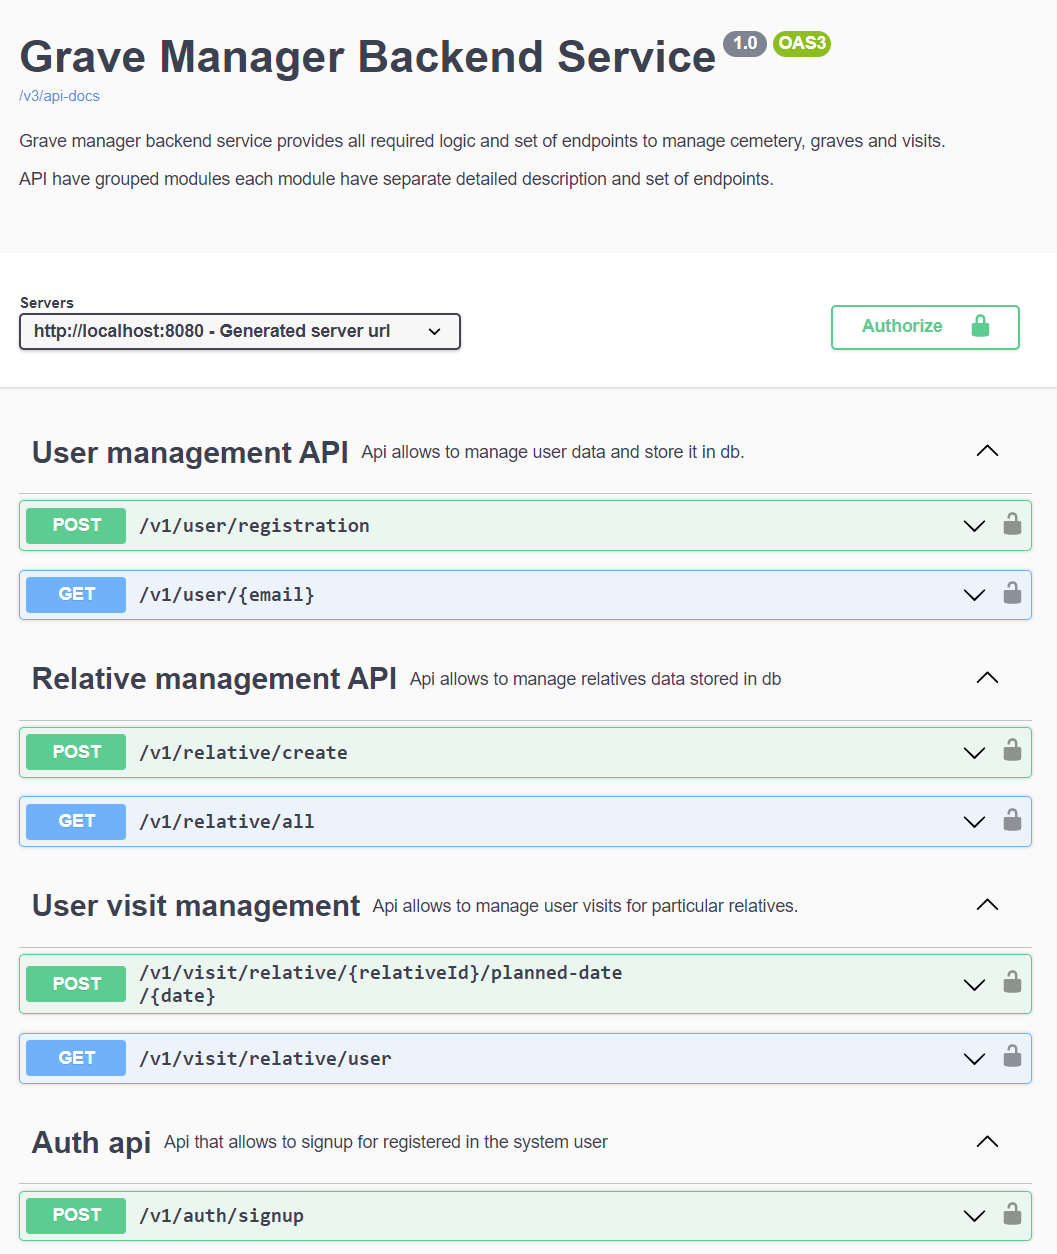 Grave Manager Backend Service 1.0 OAS3
/v3/api-docs
Grave manager backend service provides all required logic and set of endpoints to manage cemetery, graves and visits.
API have grouped modules each module have separate detailed description and set of endpoints.
Servers
http://localhost:8080 - Generated server url
Authorize
User management API Api allows to manage user data and store it in db.
POST /v1/user/registration
GET /v1/user/{email}
Relative management API Api allows to manage relatives data stored in db
POST /v1/relative/create
GET /v1/relative/all
User visit management Api allows to manage user visits for particular relatives.
POST /v1/visit/relative/{relativeId}/planned-date
/{date}
GET /v1/visit/relative/user
Auth api Api that allows to signup for registered in the system user
POST /v1/auth/signup